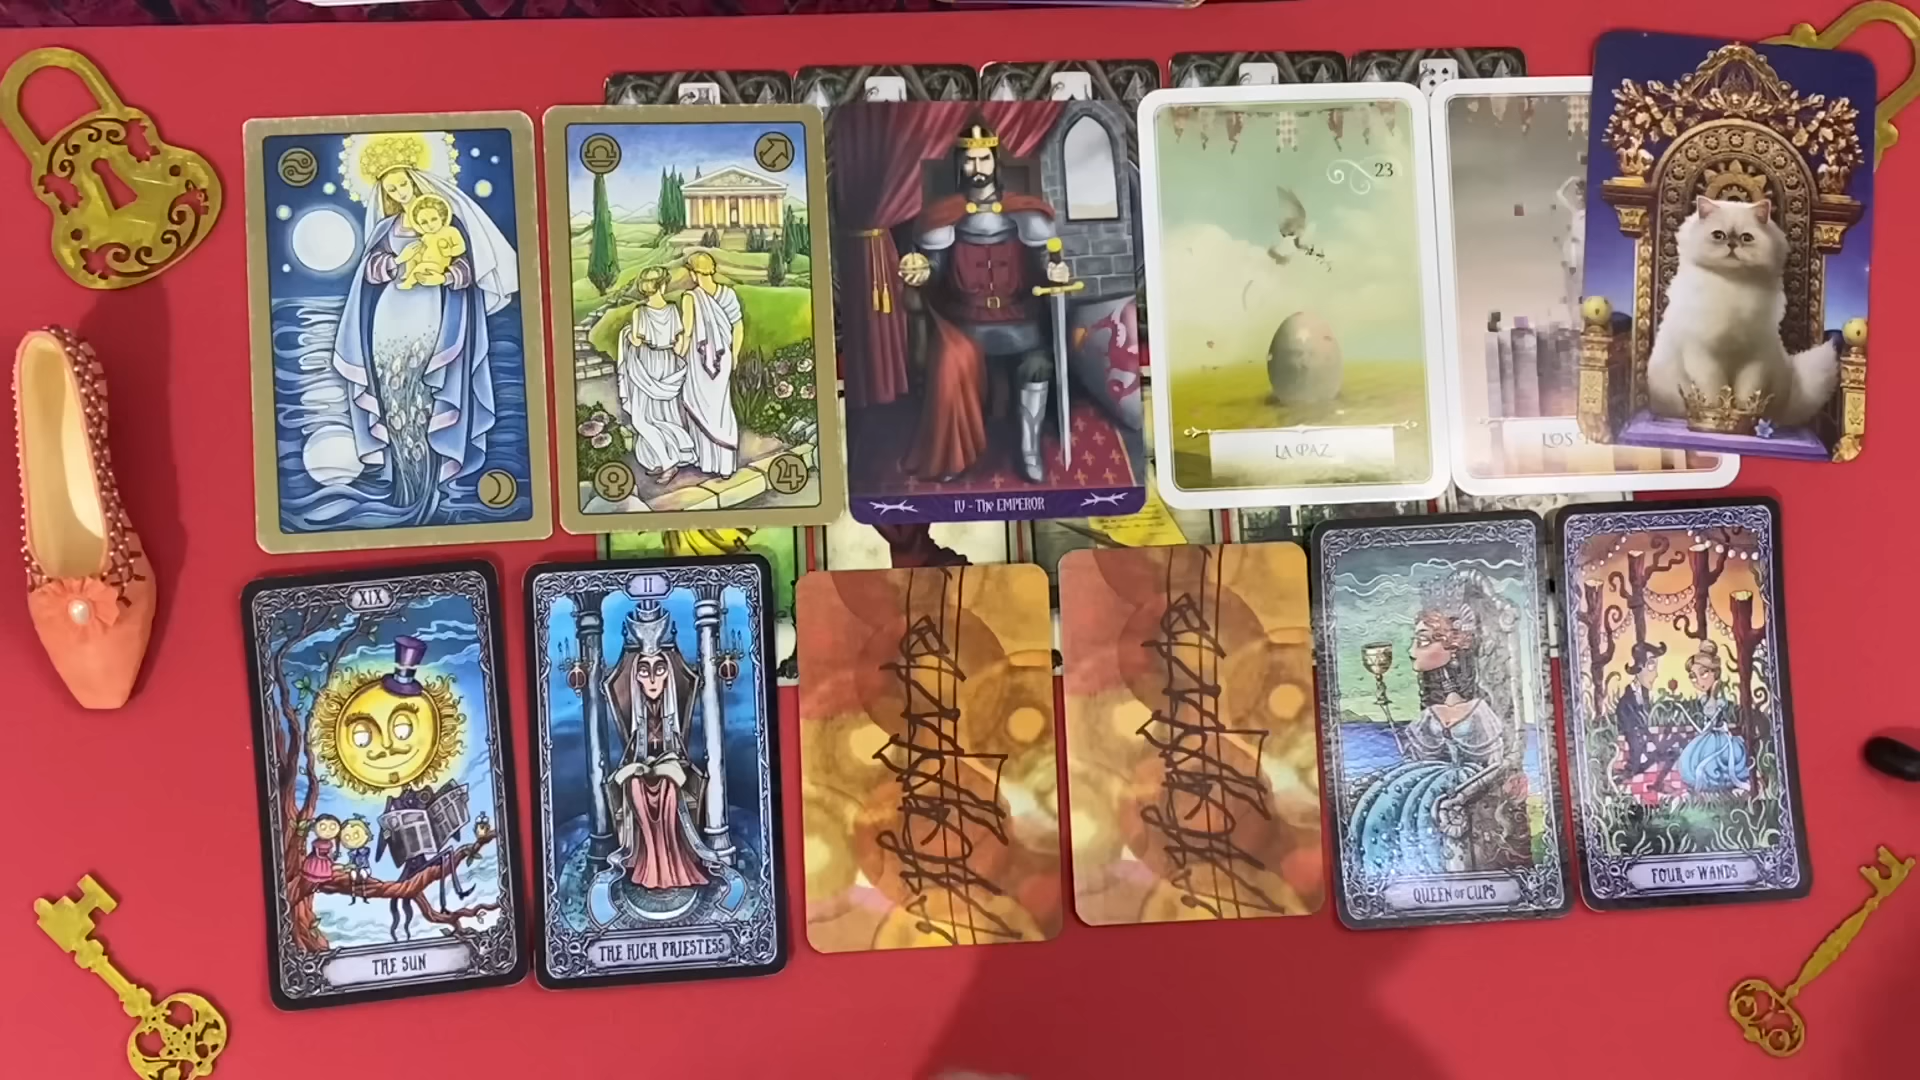 IV - The EMPEROR
23
LA PAZ
LOS
XIX
THE SUN
II
THE HIGH PRIESTESS
QUEEN OF CUPS
FOUR OF WANDS